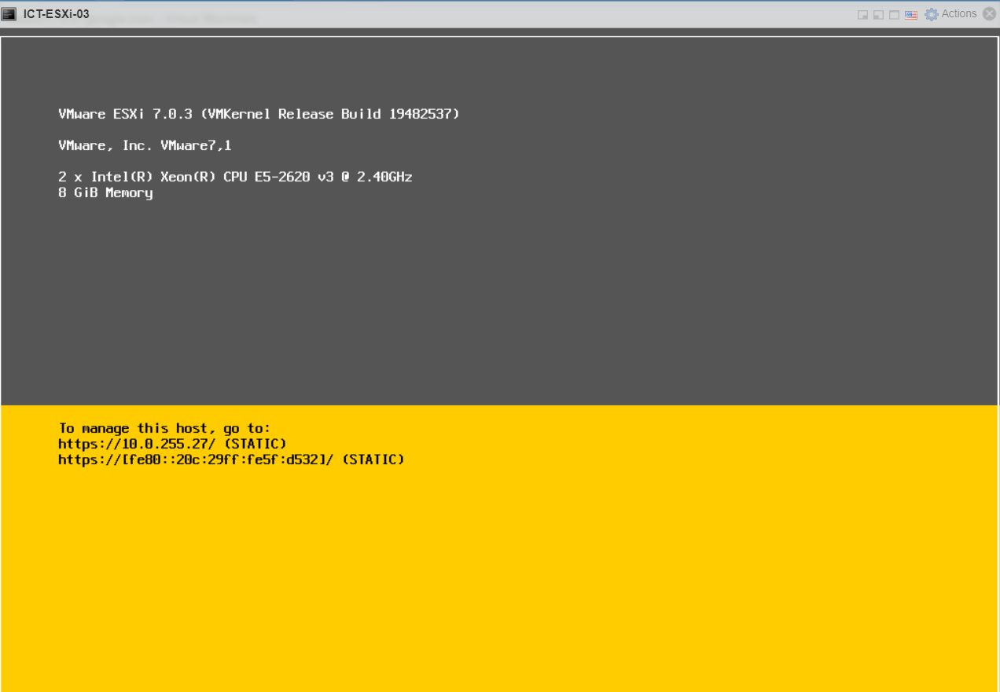 ICT-ESXi-03
Actions
VMware ESXi 7.0.3 (VMKernel Release Build 19482537)
VMware, Inc. VMware7,1
2 x Intel(R) Xeon(R) CPU E5-2620 v3 @ 2.40GHz
8 GiB Memory
To manage this host, go to:
https://10.0.255.27/ (STATIC)
https://[fe80::20c:29ff:fe5f:d532]/ (STATIC)